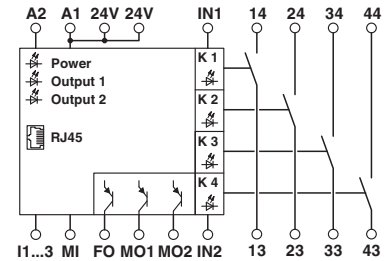 A2 A1 24V 24V IN1 14 24 34 44
K 1
Power
Output 1
Output 2
K 2
RJ45
K 3
K 4
I1...3 MI FO MO1 MO2 IN2 13 23 33 43